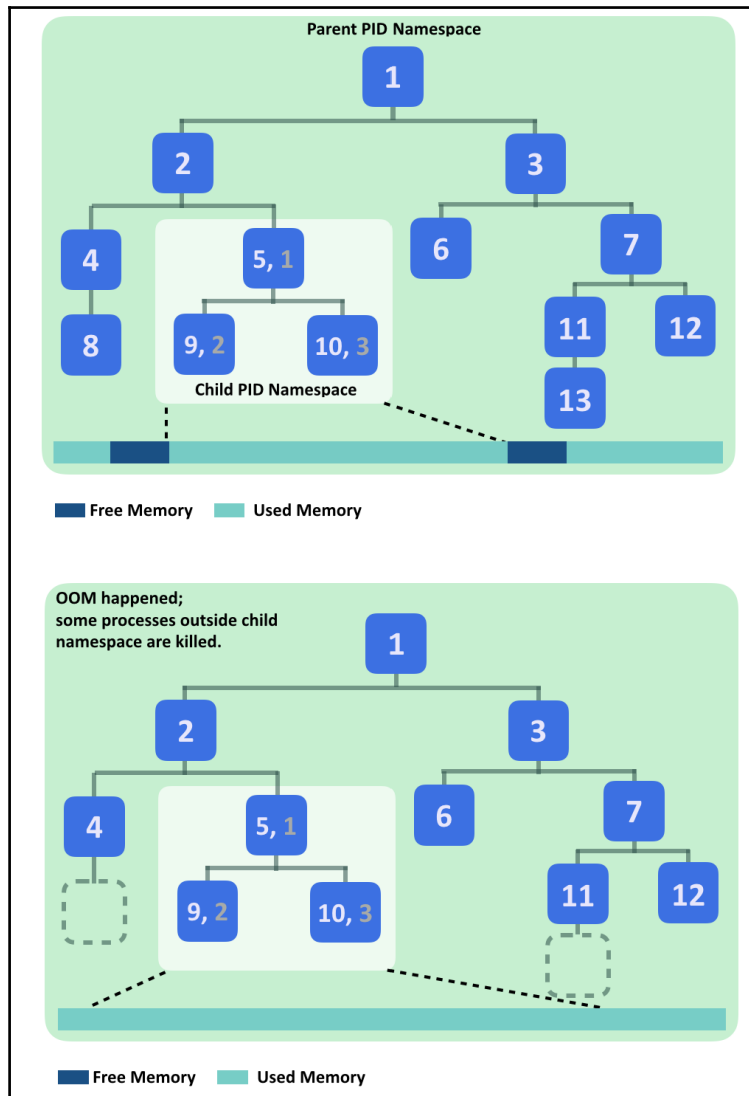 Parent PID Namespace
1
2
3
4
5, 1
6
7
8
9, 2
10, 3
11
12
Child PID Namespace
13
Free Memory
Used Memory
OOM happened;
some processes outside child
namespace are killed.
1
2
3
4
5, 1
6
7
9, 2
10, 3
11
12
Free Memory
Used Memory